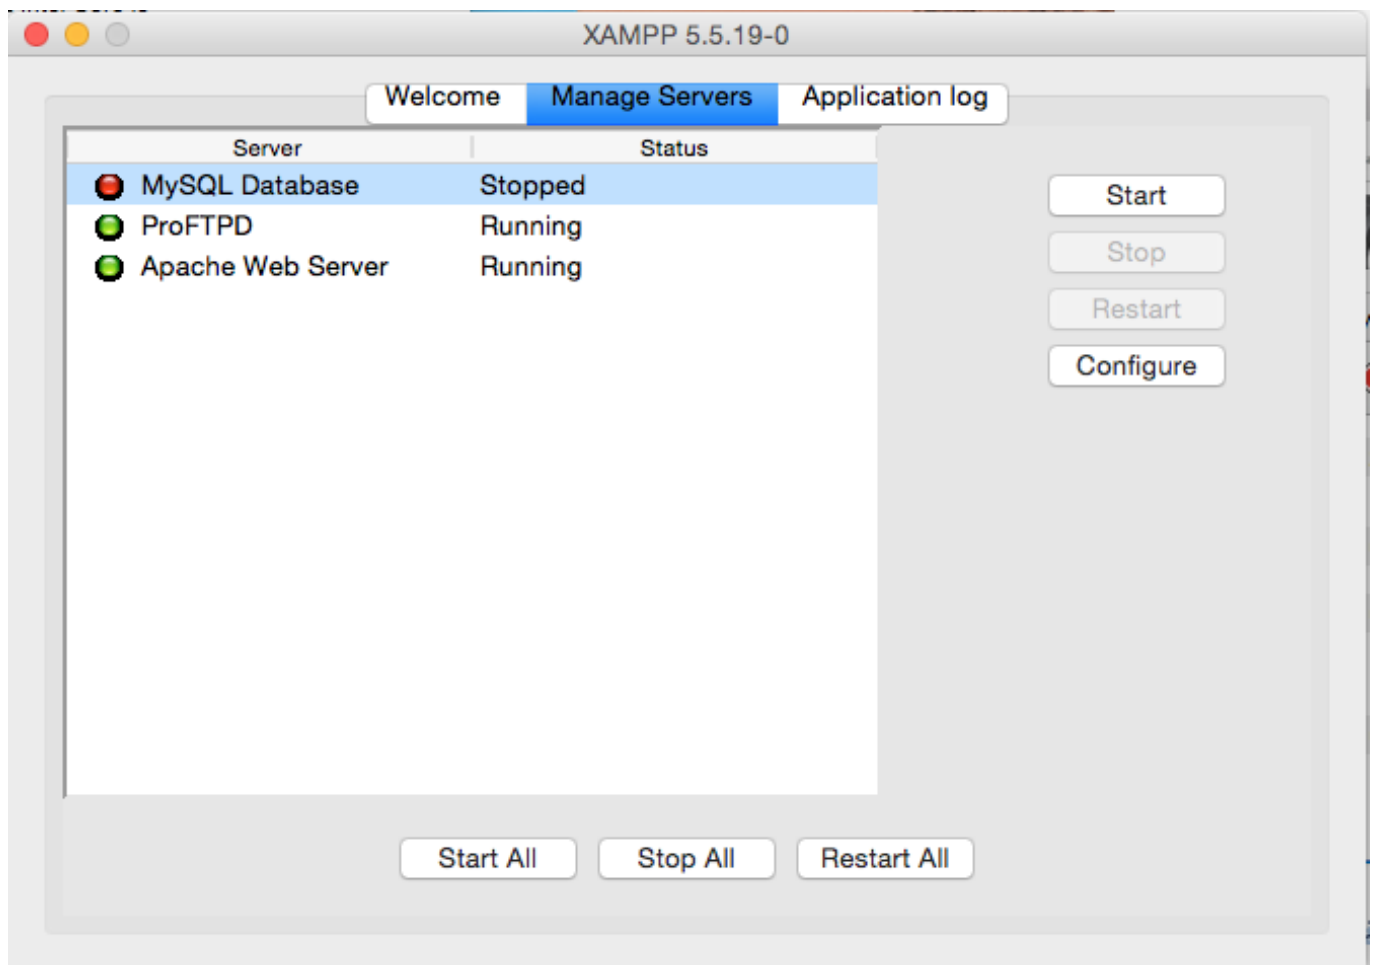 XAMPP 5.5.19-0
Welcome Manage Servers Application log
Server Status
MySQL Database Stopped
ProFTPD Running
Apache Web Server Running
Start
Stop
Restart
Configure
Start All Stop All Restart All